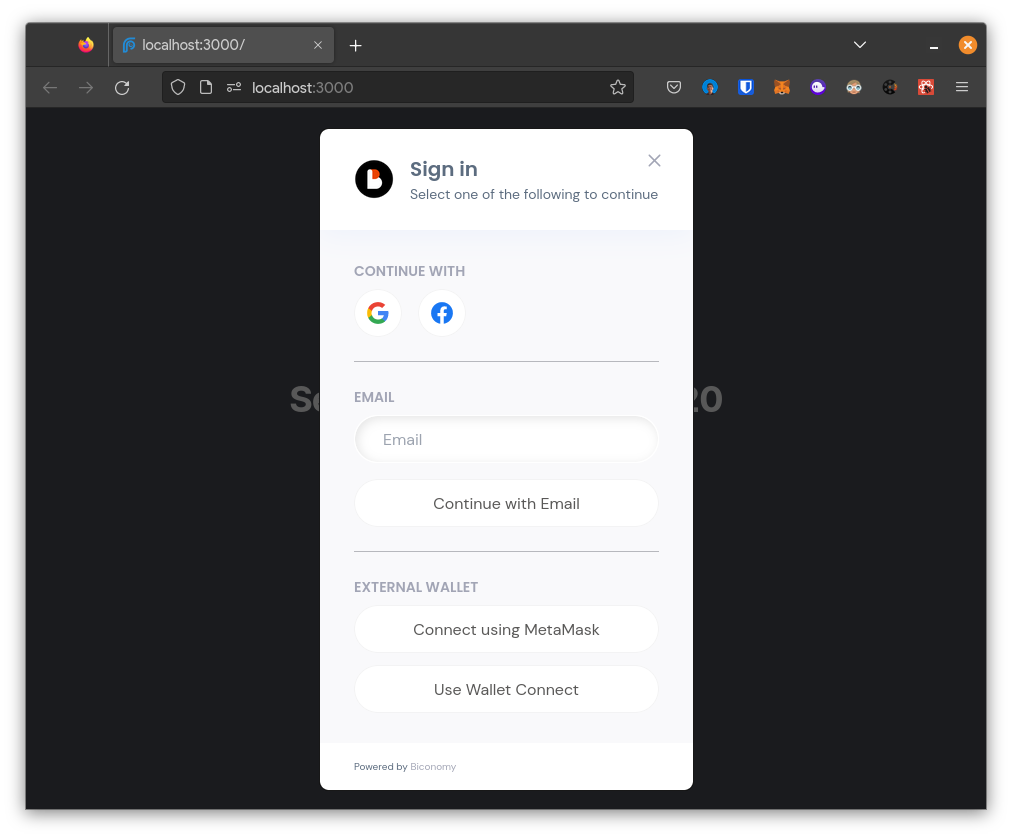 localhost:3000/
localhost:3000
Sign in
Select one of the following to continue
CONTINUE WITH
20
EMAIL
Email
Continue with Email
EXTERNAL WALLET
Connect using MetaMask
Use Wallet Connect
Powered by Biconomy